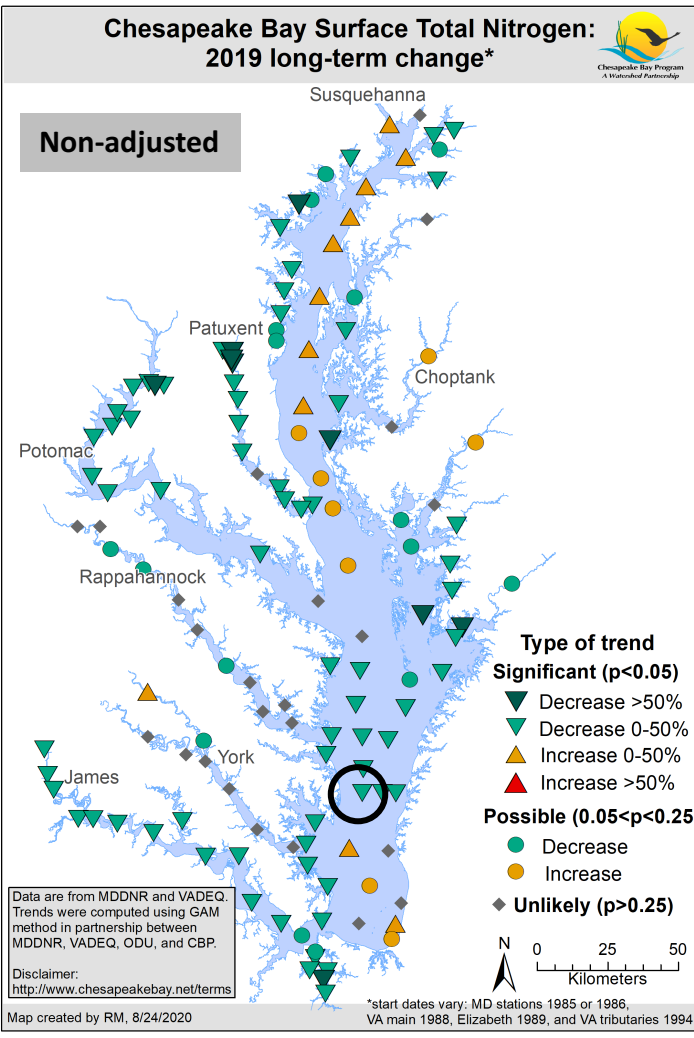 Chesapeake Bay Surface Total Nitrogen:
2019 long-term change*
Chesapeake Bay Program
A Watershed Partnership
Non-adjusted
Susquehanna
Patuxent
Choptank
Potomac
Rappahannock
York
James
Type of trend
Significant (p<0.05)
Decrease >50%
Decrease 0-50%
Increase 0-50%
Increase >50%
Possible (0.05<p<0.25
Decrease
Increase
Unlikely (p>0.25)
N
0 25 50
Kilometers
Data are from MDDNR and VADEQ.
Trends were computed using GAM
method in partnership between
MDDNR, VADEQ, ODU, and CBP.
Disclaimer:
http://www.chesapeakebay.net/terms
*start dates vary: MD stations 1985 or 1986,
VA main 1988, Elizabeth 1989, and VA tributaries 1994
Map created by RM, 8/24/2020